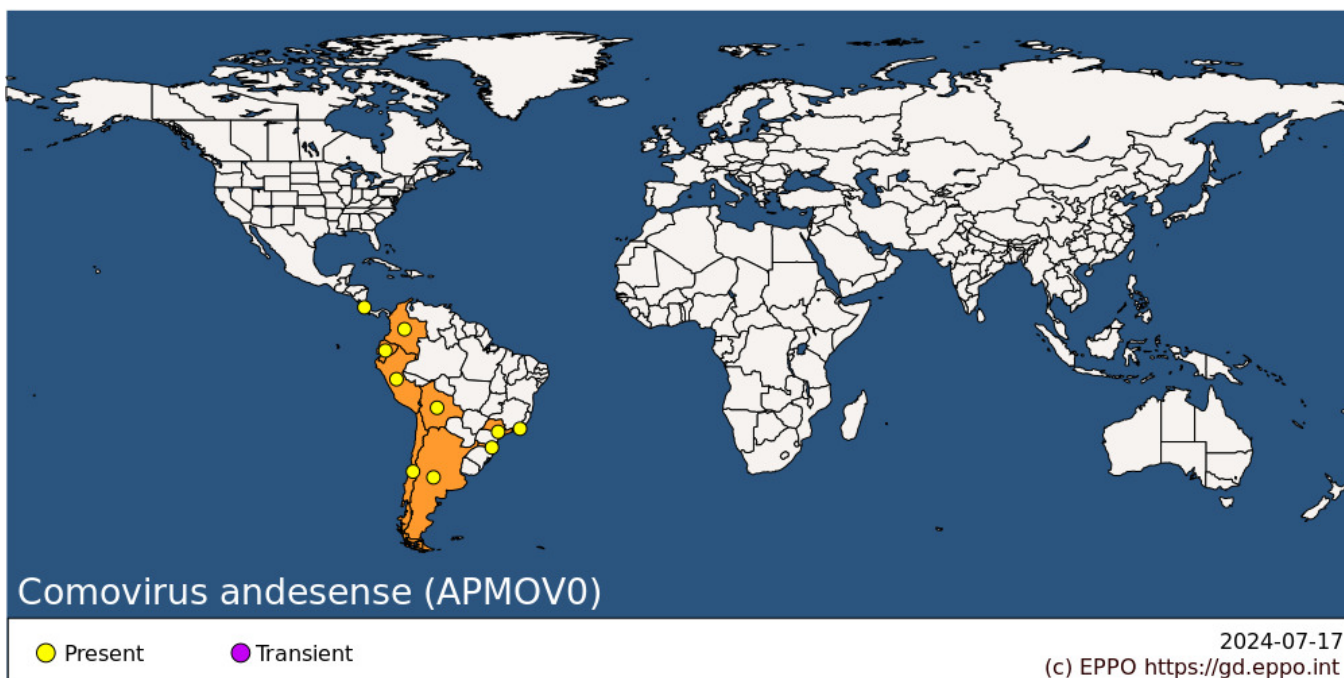 Comovirus andesense (APMOV0)
Present
Transient
2024-07-17
(c) EPPO https://gd.eppo.int